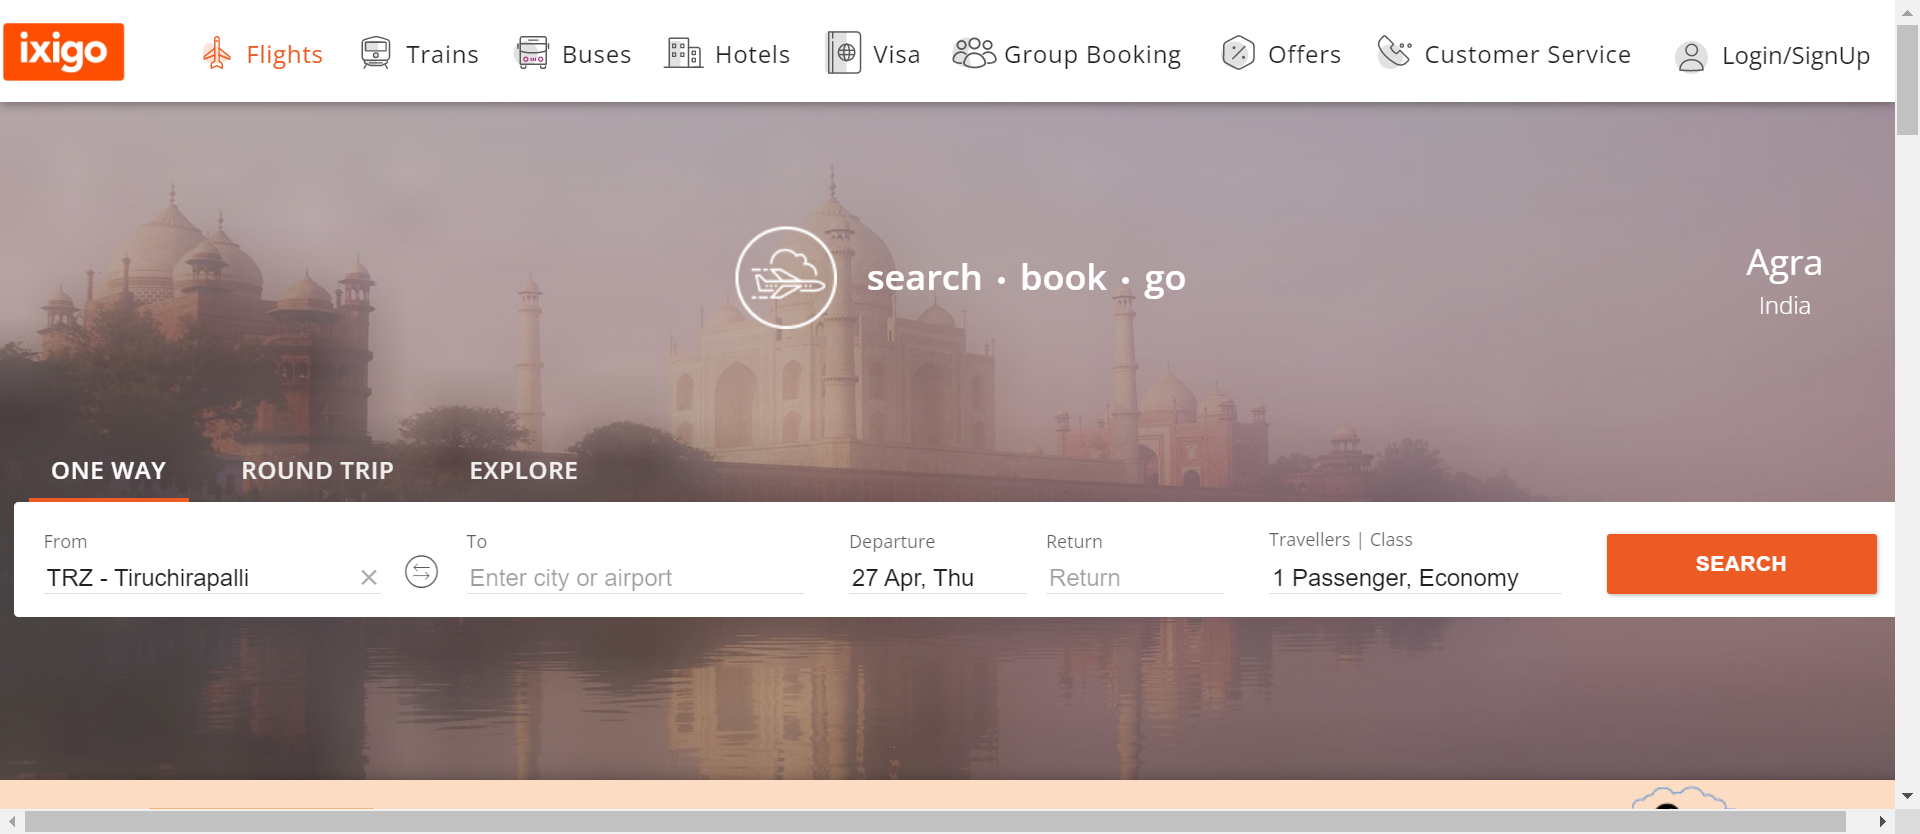 ixigo
Flights Trains Buses Hotels Visa Group Booking Offers Customer Service Login/SignUp
search • book • go
Agra
India
ONE WAY ROUND TRIP EXPLORE
From To Departure Return Travellers | Class
TRZ - Tiruchirapalli Enter city or airport 27 Apr, Thu Return 1 Passenger, Economy SEARCH